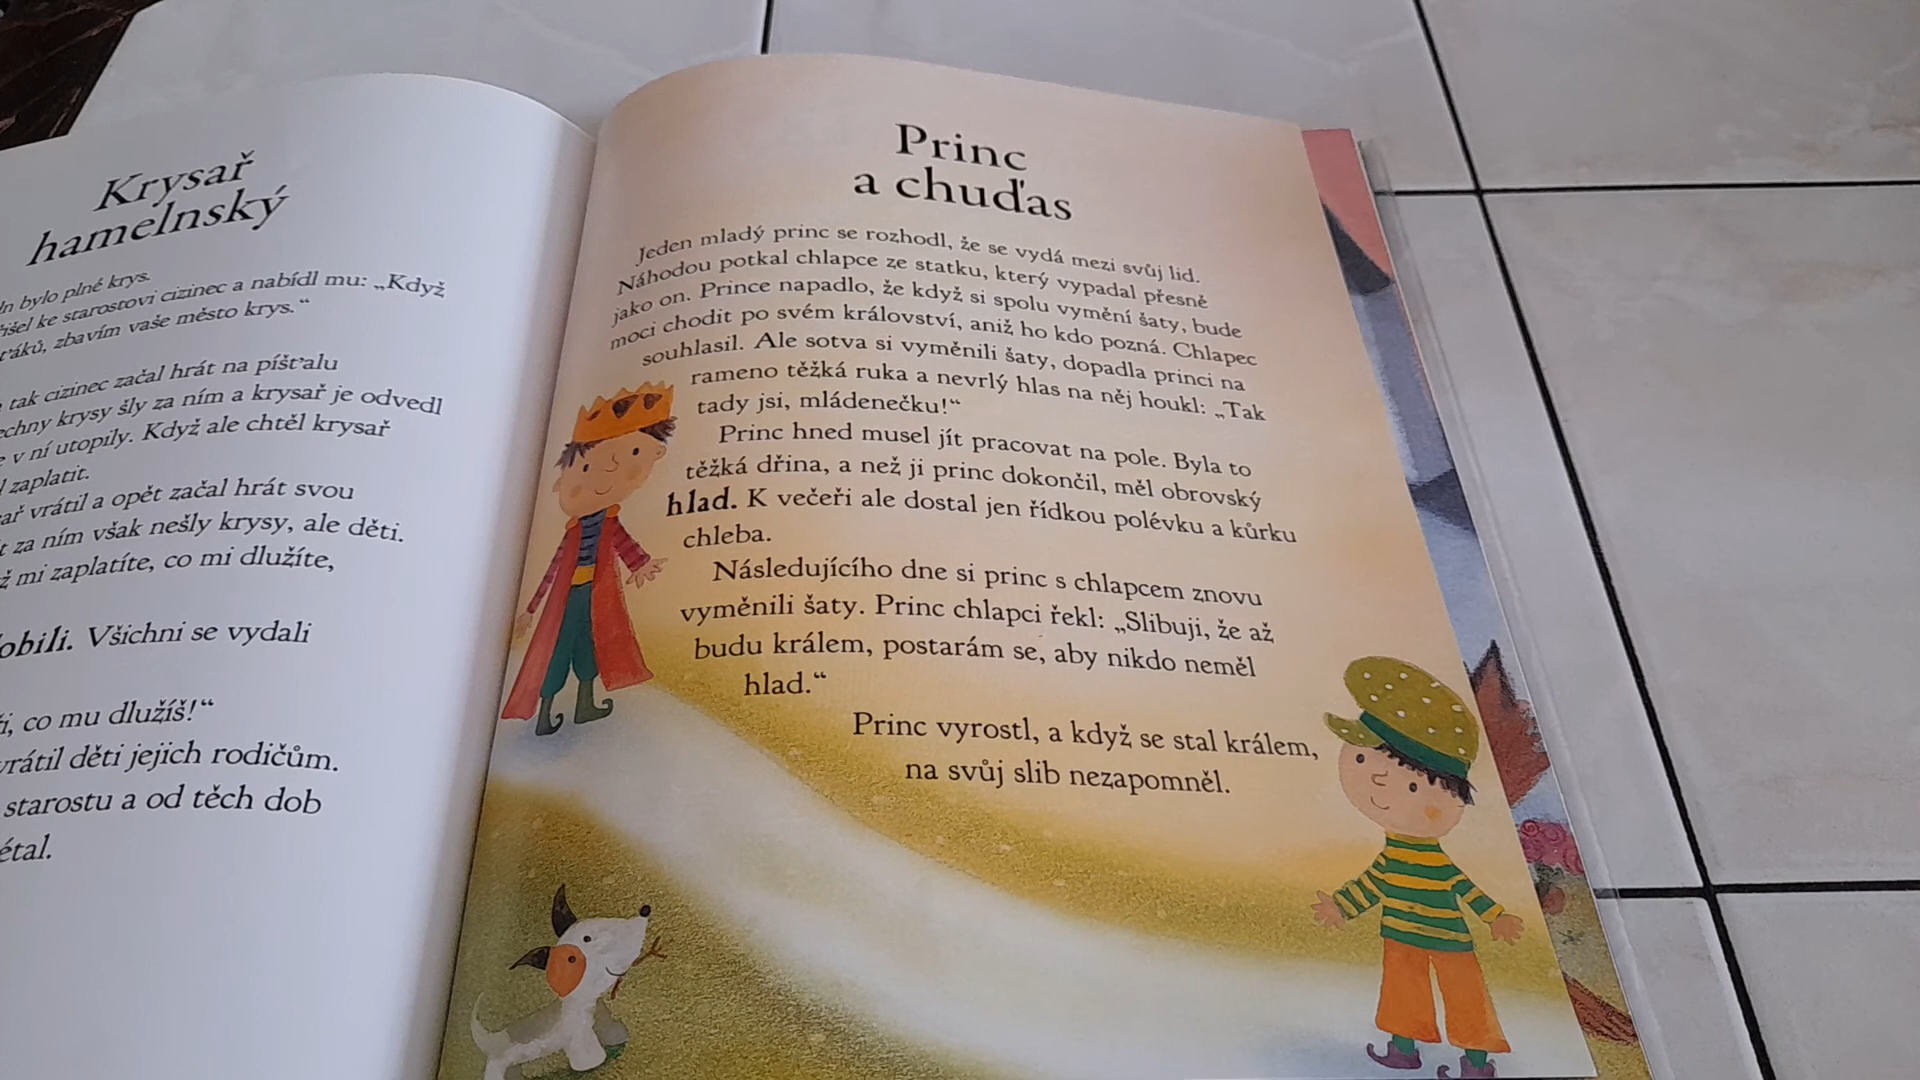 Krysař
hamelnský
bylo plné krys.
ke starostovi cizinec a nabídl mu: „Když
zbavím vaše město krys.“
tak cizinec začal hrát na píšťalu
krysy šly za ním a krysař je odvedl
v ní utopily. Když ale chtěl krysař
zaplatit.
vrátil a opět začal hrát svou
za ním však nešly krysy, ale děti.
mi zaplatíte, co mi dlužíte,
Všichni se vydali
co mu dlužíš!“
vrátil děti jejich rodičům.
starostu a od těch dob
Princ
a chuďas
Jeden mladý princ se rozhodl, že se vydá mezi svůj lid.
Náhodou potkal chlapce ze statku, který vypadal přesně
jako on. Prince napadlo, že když si spolu vymění šaty, bude
moci chodit po svém království, aniž ho kdo pozná. Chlapec
souhlasil. Ale sotva si vyměnili šaty, dopadla princi na
rameno těžká ruka a nevrlý hlas na něj houkl: „Tak
tady jsi, mládenečku!“
Princ hned musel jít pracovat na pole. Byla to
těžká dřina, a než ji princ dokončil, měl obrovský
hlad. K večeři ale dostal jen řídkou polévku a kůrku
chleba.
Následujícího dne si princ s chlapcem znovu
vyměnili šaty. Princ chlapci řekl: „Slibuji, že až
budu králem, postarám se, aby nikdo neměl
hlad.“
Princ vyrostl, a když se stal králem,
na svůj slib nezapomněl.